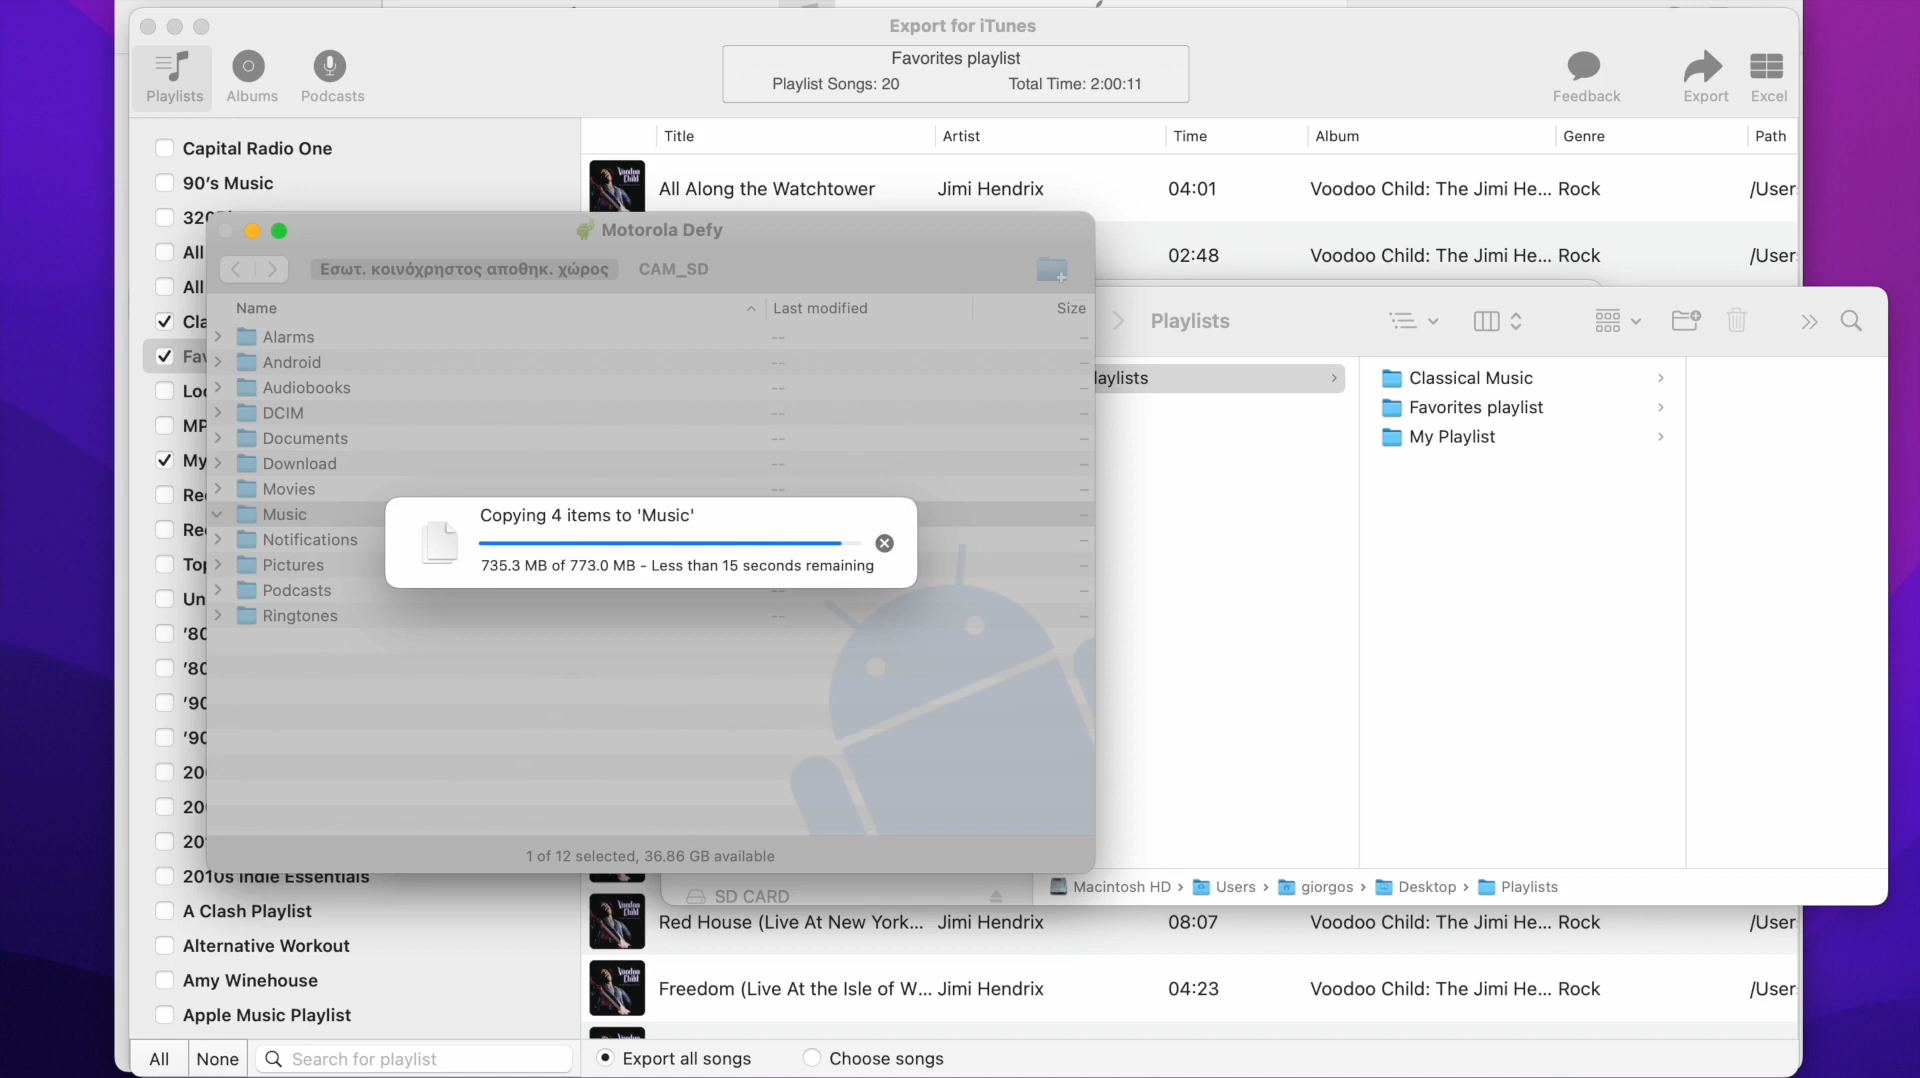 Export for iTunes
Playlists
Albums
Podcasts
Favorites playlist
Playlist Songs: 20
Total Time: 2:00:11
Feedback
Export
Excel
Title
Artist
Time
Album
Genre
Path
Capital Radio One
90’s Music
All
All
’80
’80
’90
’90
2010s Indie Essentials
A Clash Playlist
Alternative Workout
Amy Winehouse
Apple Music Playlist
All
None
Search for playlist
All Along the Watchtower
Jimi Hendrix
04:01
Voodoo Child: The Jimi He...
Rock
/User
02:48
Voodoo Child: The Jimi He...
Rock
/User
Motorola Defy
Εσωτ. κοινόχρηστος αποθηκ. χώρος
CAM_SD
Name
Last modified
Size
Alarms
--
–
Android
--
–
Audiobooks
--
–
DCIM
--
–
Documents
--
–
Download
--
–
Movies
--
–
Music
–
Notifications
–
Pictures
–
Podcasts
--
–
Ringtones
--
–
Copying 4 items to 'Music'
735.3 MB of 773.0 MB - Less than 15 seconds remaining
1 of 12 selected, 36.86 GB available
Playlists
laylists
Classical Music
Favorites playlist
My Playlist
SD CARD
Macintosh HD › Users › giorgos › Desktop › Playlists
Red House (Live At New York...
Jimi Hendrix
08:07
Voodoo Child: The Jimi He...
Rock
/User
Freedom (Live At the Isle of W...
Jimi Hendrix
04:23
Voodoo Child: The Jimi He...
Rock
/User
Export all songs
Choose songs